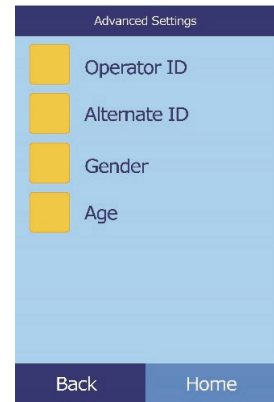 Advanced Settings
Operator ID
Alternate ID
Gender
Age
Back
Home